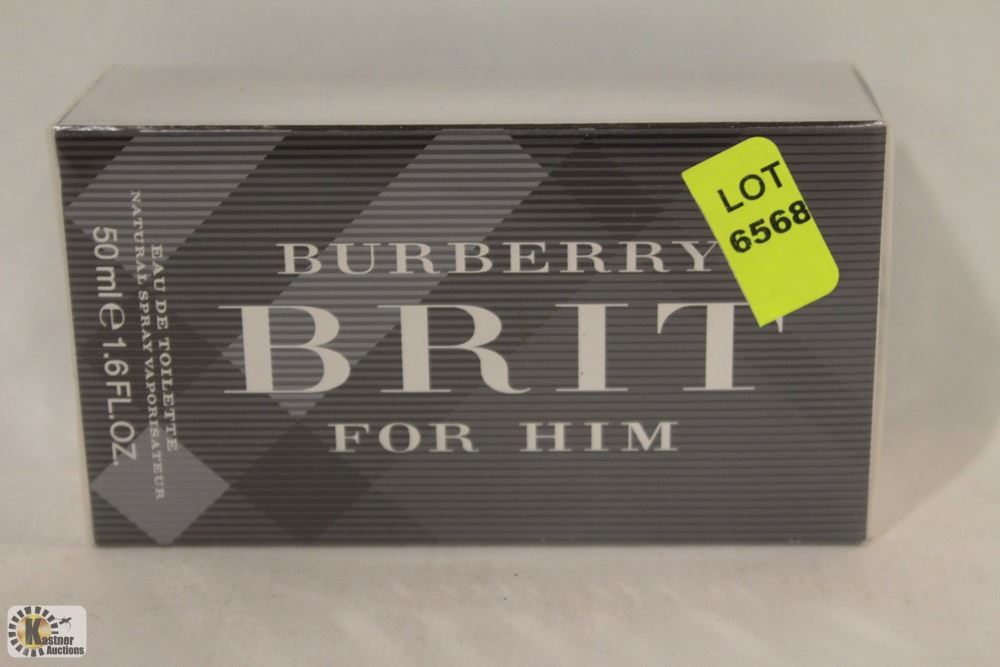 BURBERRY
BRIT
FOR HIM
LOT
6568
EAU DE TOILETTE
NATURAL SPRAY VAPORISATEUR
50 ml e 1.6 FL.OZ.
Kastner
Auctions